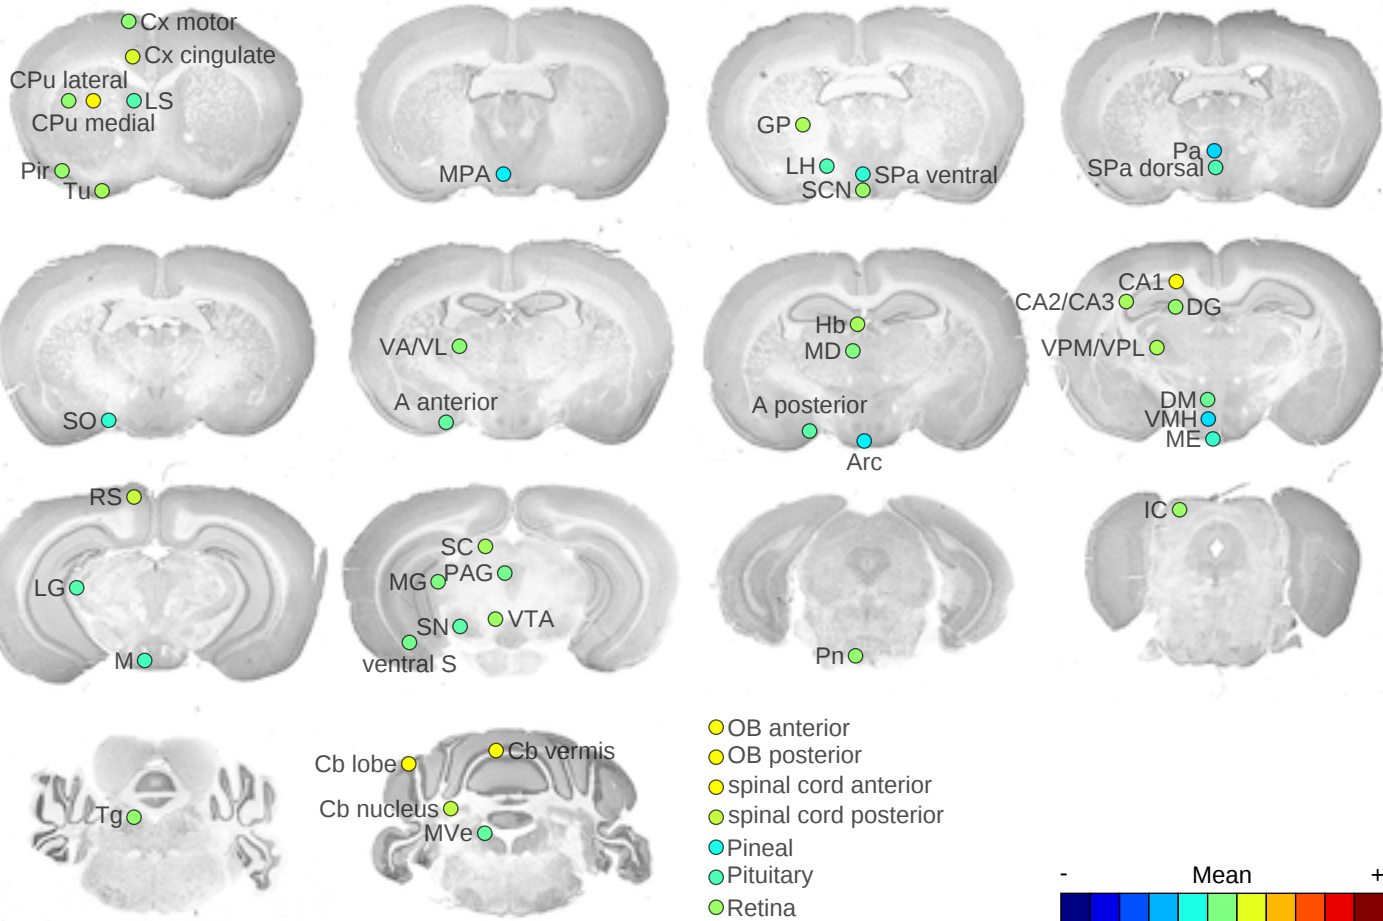 Cx motor
Cx cingulate
CPu lateral
LS
CPu medial
Pir
Tu
MPA
GP
LH
SPa ventral
SCN
Pa
SPa dorsal
SO
VA/VL
A anterior
Hb
MD
A posterior
Arc
CA1
CA2/CA3
DG
VPM/VPL
DM
VMH
ME
RS
LG
M
SC
MG
PAG
SN
VTA
ventral S
Pn
IC
Tg
Cb lobe
Cb vermis
Cb nucleus
MVe
OB anterior
OB posterior
spinal cord anterior
spinal cord posterior
Pineal
Pituitary
Retina
- Mean +